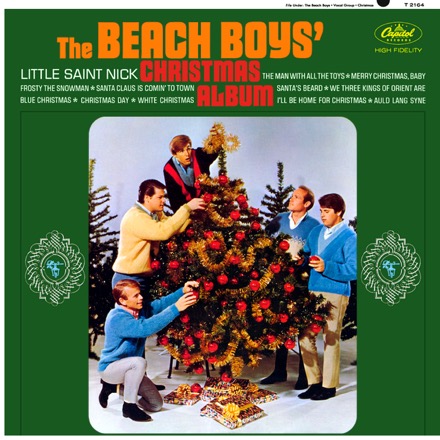 File Under: The Beach Boys • Vocal Group • Christmas
T 2164
The BEACH BOYS'
CHRISTMAS
ALBUM
Capitol
RECORDS
HIGH FIDELITY
LITTLE SAINT NICK
THE MAN WITH ALL THE TOYS ★ MERRY CHRISTMAS, BABY
FROSTY THE SNOWMAN ★ SANTA CLAUS IS COMIN' TO TOWN
SANTA'S BEARD ★ WE THREE KINGS OF ORIENT ARE
BLUE CHRISTMAS ★ CHRISTMAS DAY ★ WHITE CHRISTMAS
I'LL BE HOME FOR CHRISTMAS ★ AULD LANG SYNE